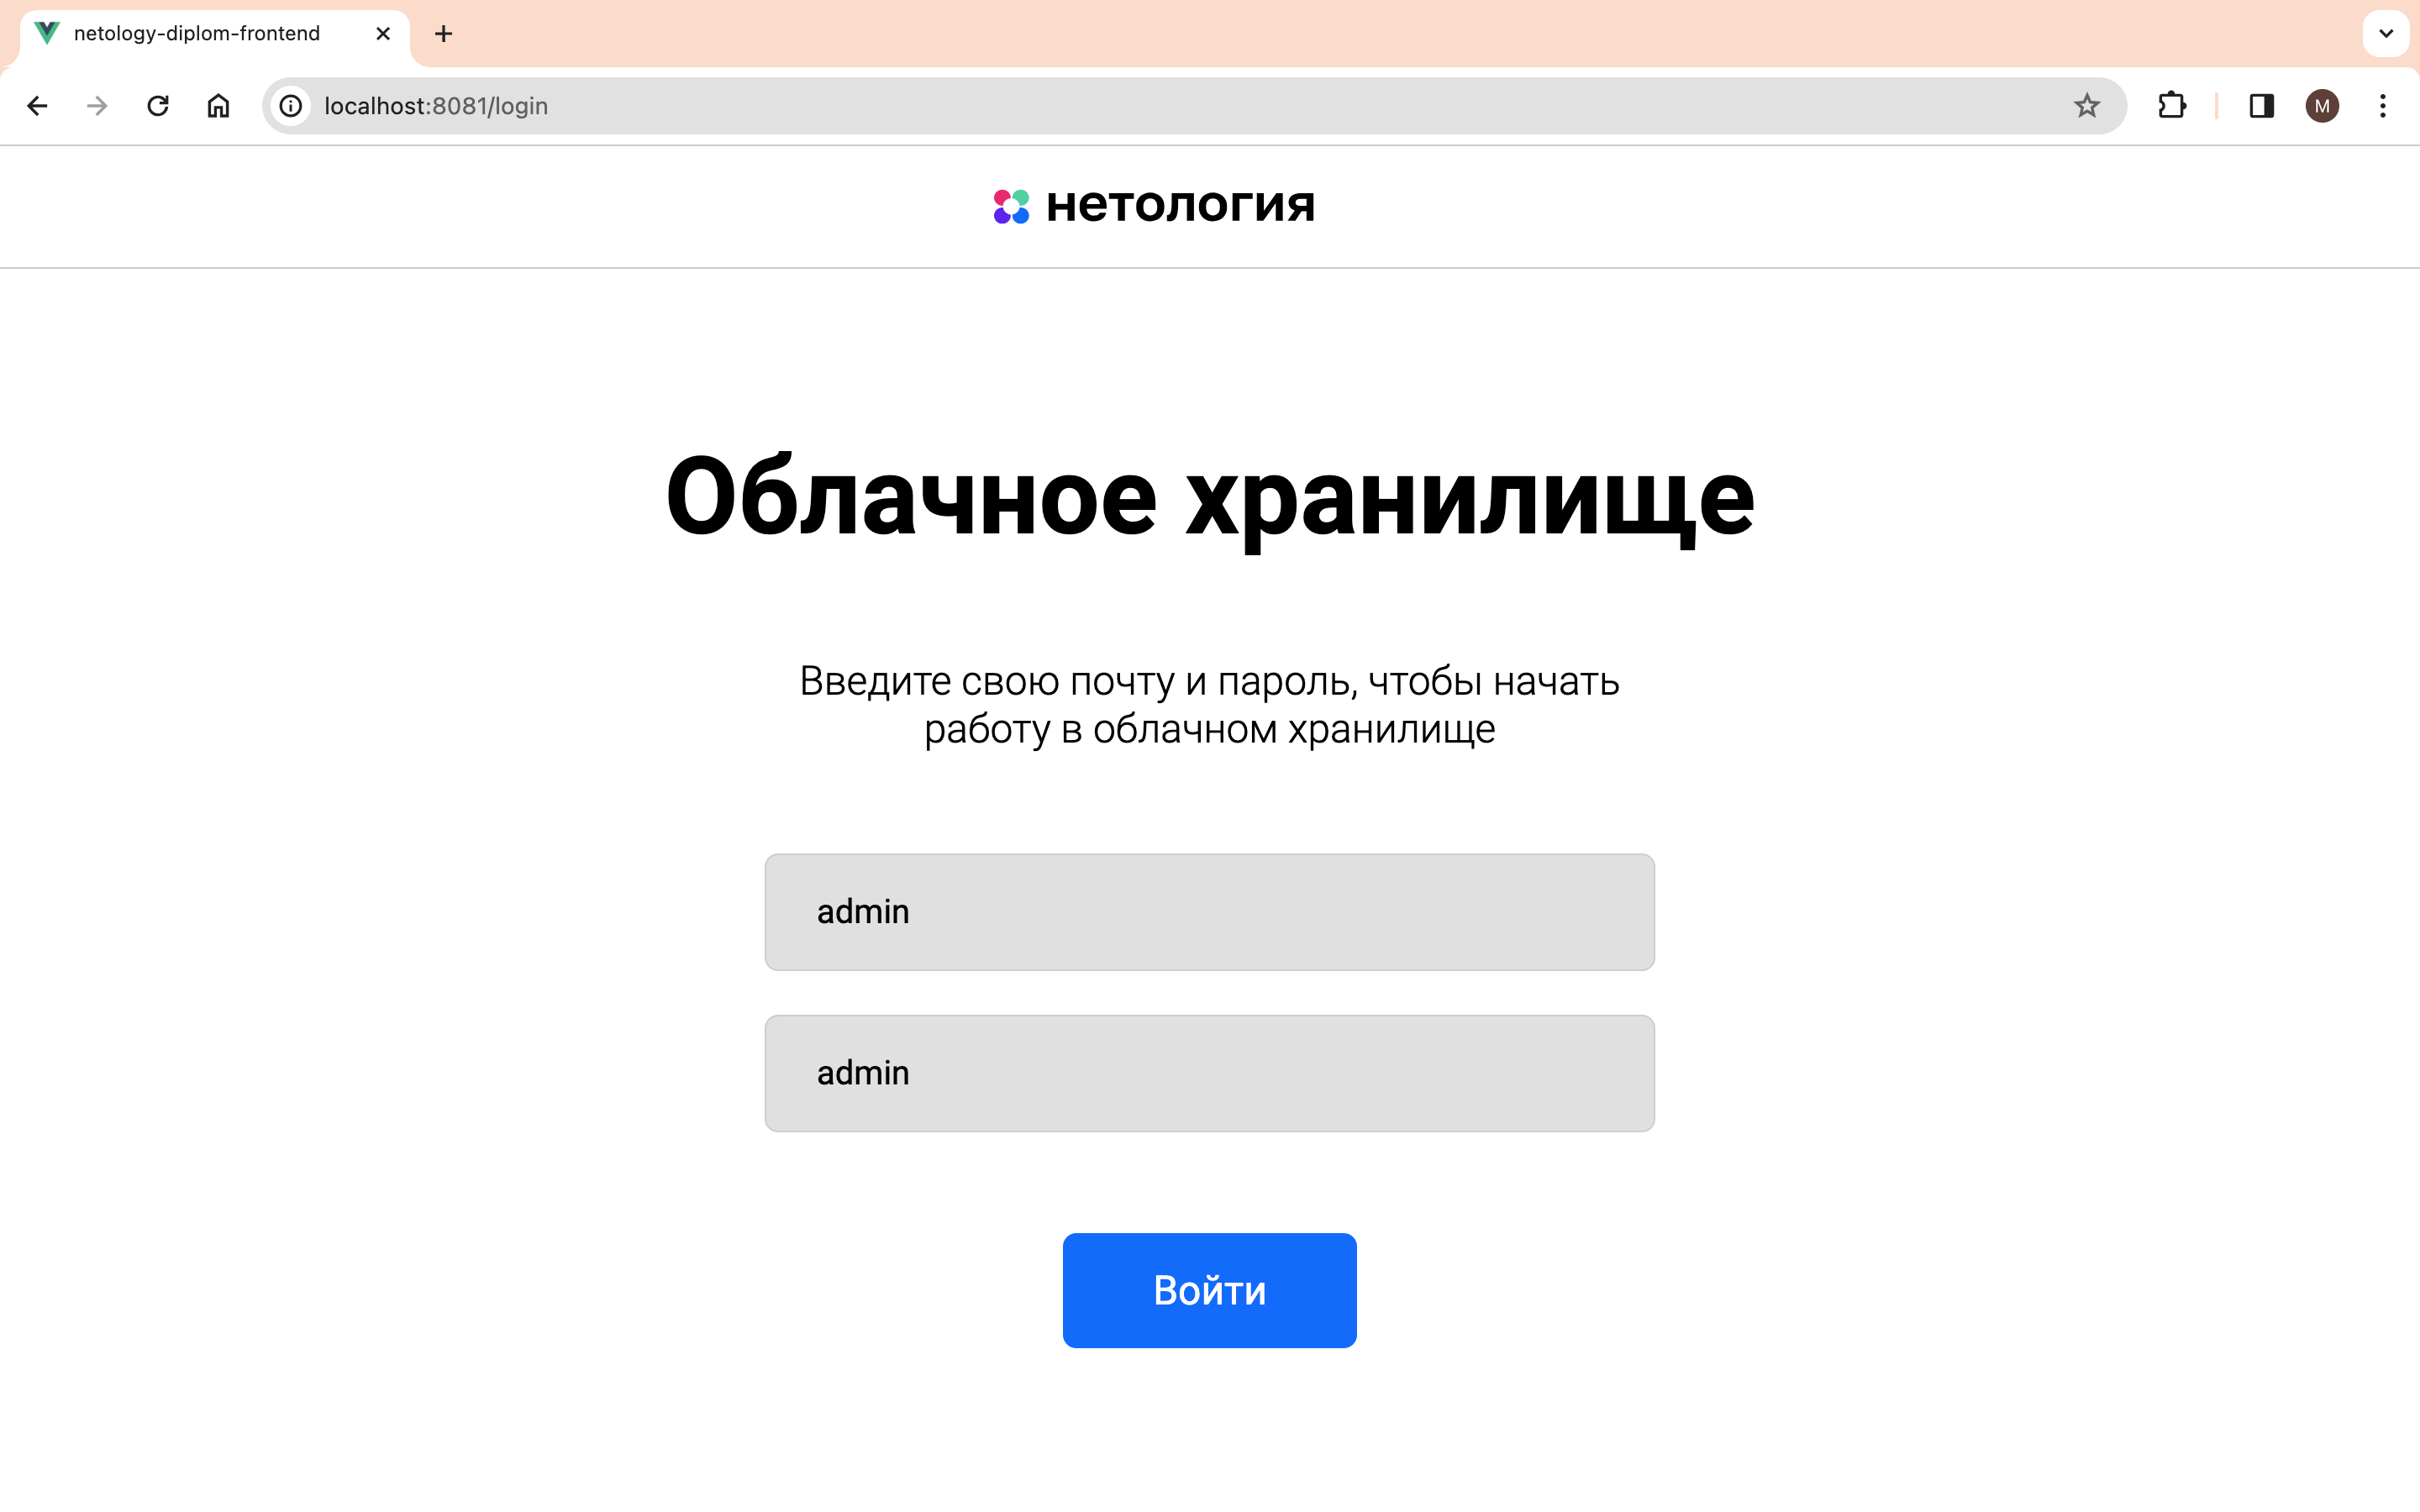 netology-diplom-frontend
localhost:8081/login
M
нетология
Облачное хранилище
Введите свою почту и пароль, чтобы начать
работу в облачном хранилище
admin
admin
Войти